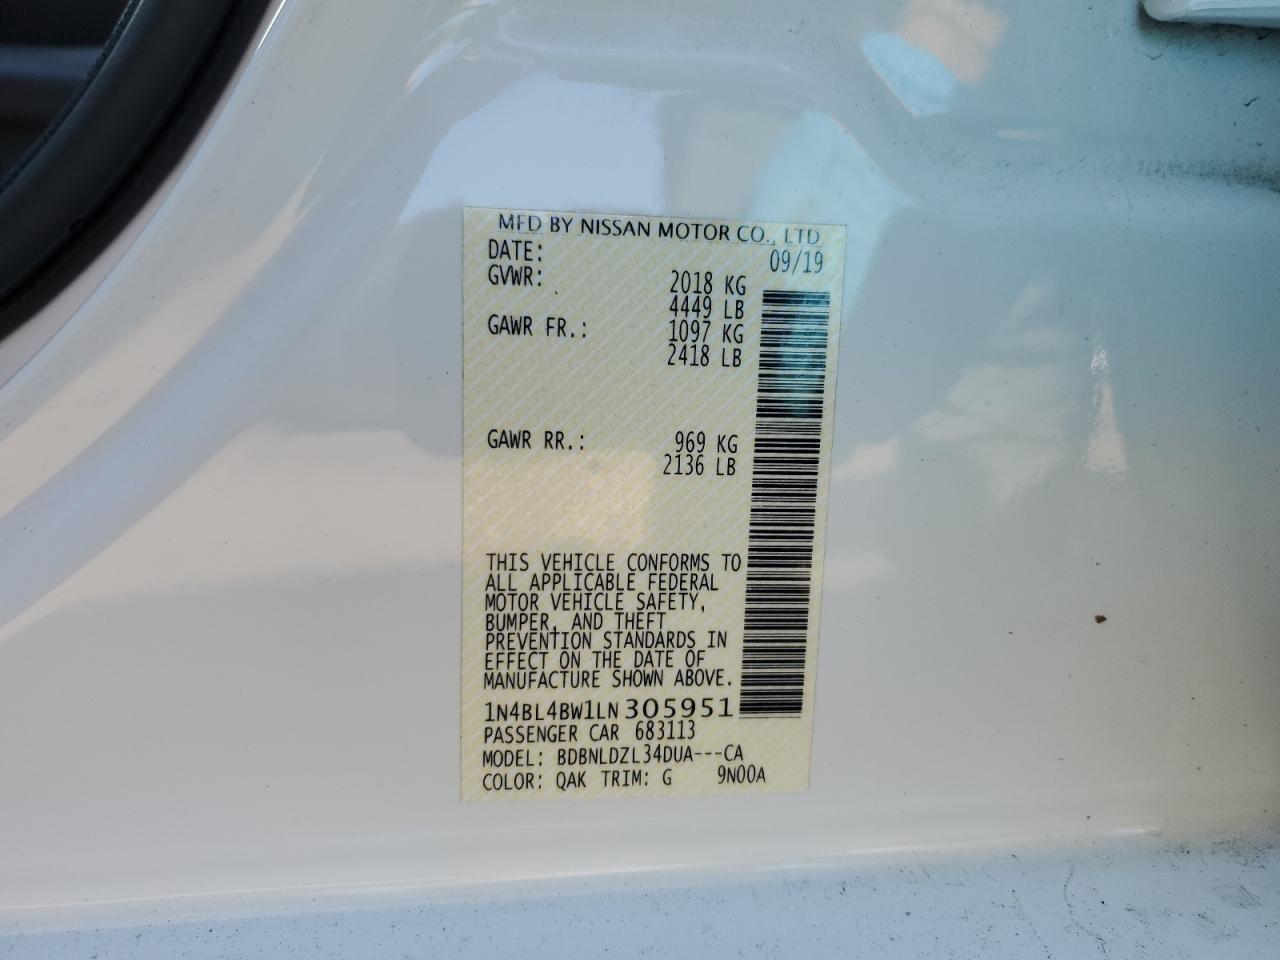 MFD BY NISSAN MOTOR CO., LTD.
DATE: 09/19
GVWR: 2018 KG
4449 LB
GAWR FR.: 1097 KG
2418 LB
GAWR RR.: 969 KG
2136 LB
THIS VEHICLE CONFORMS TO
ALL APPLICABLE FEDERAL
MOTOR VEHICLE SAFETY,
BUMPER, AND THEFT
PREVENTION STANDARDS IN
EFFECT ON THE DATE OF
MANUFACTURE SHOWN ABOVE.
1N4BL4BW1LN305951
PASSENGER CAR 683113
MODEL: BDBNLDZL34DUA---CA
COLOR: QAK TRIM: G 9N00A